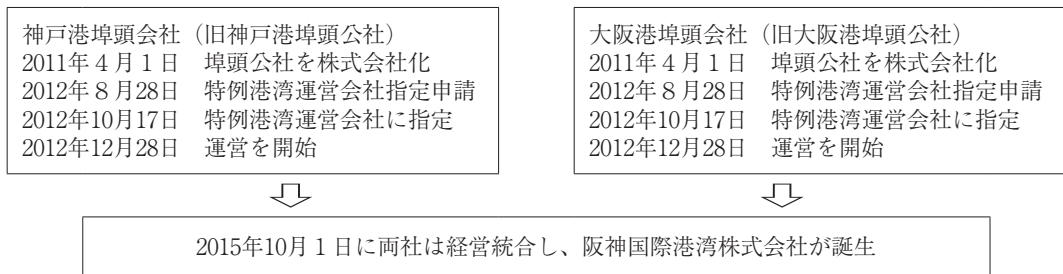 神戸港埠頭会社（旧神戸港埠頭公社）
2011年４月１日　埠頭公社を株式会社化
2012年８月28日　特例港湾運営会社指定申請
2012年10月17日　特例港湾運営会社に指定
2012年12月28日　運営を開始
大阪港埠頭会社（旧大阪港埠頭公社）
2011年４月１日　埠頭公社を株式会社化
2012年８月28日　特例港湾運営会社指定申請
2012年10月17日　特例港湾運営会社に指定
2012年12月28日　運営を開始
2015年10月１日に両社は経営統合し、阪神国際港湾株式会社が誕生